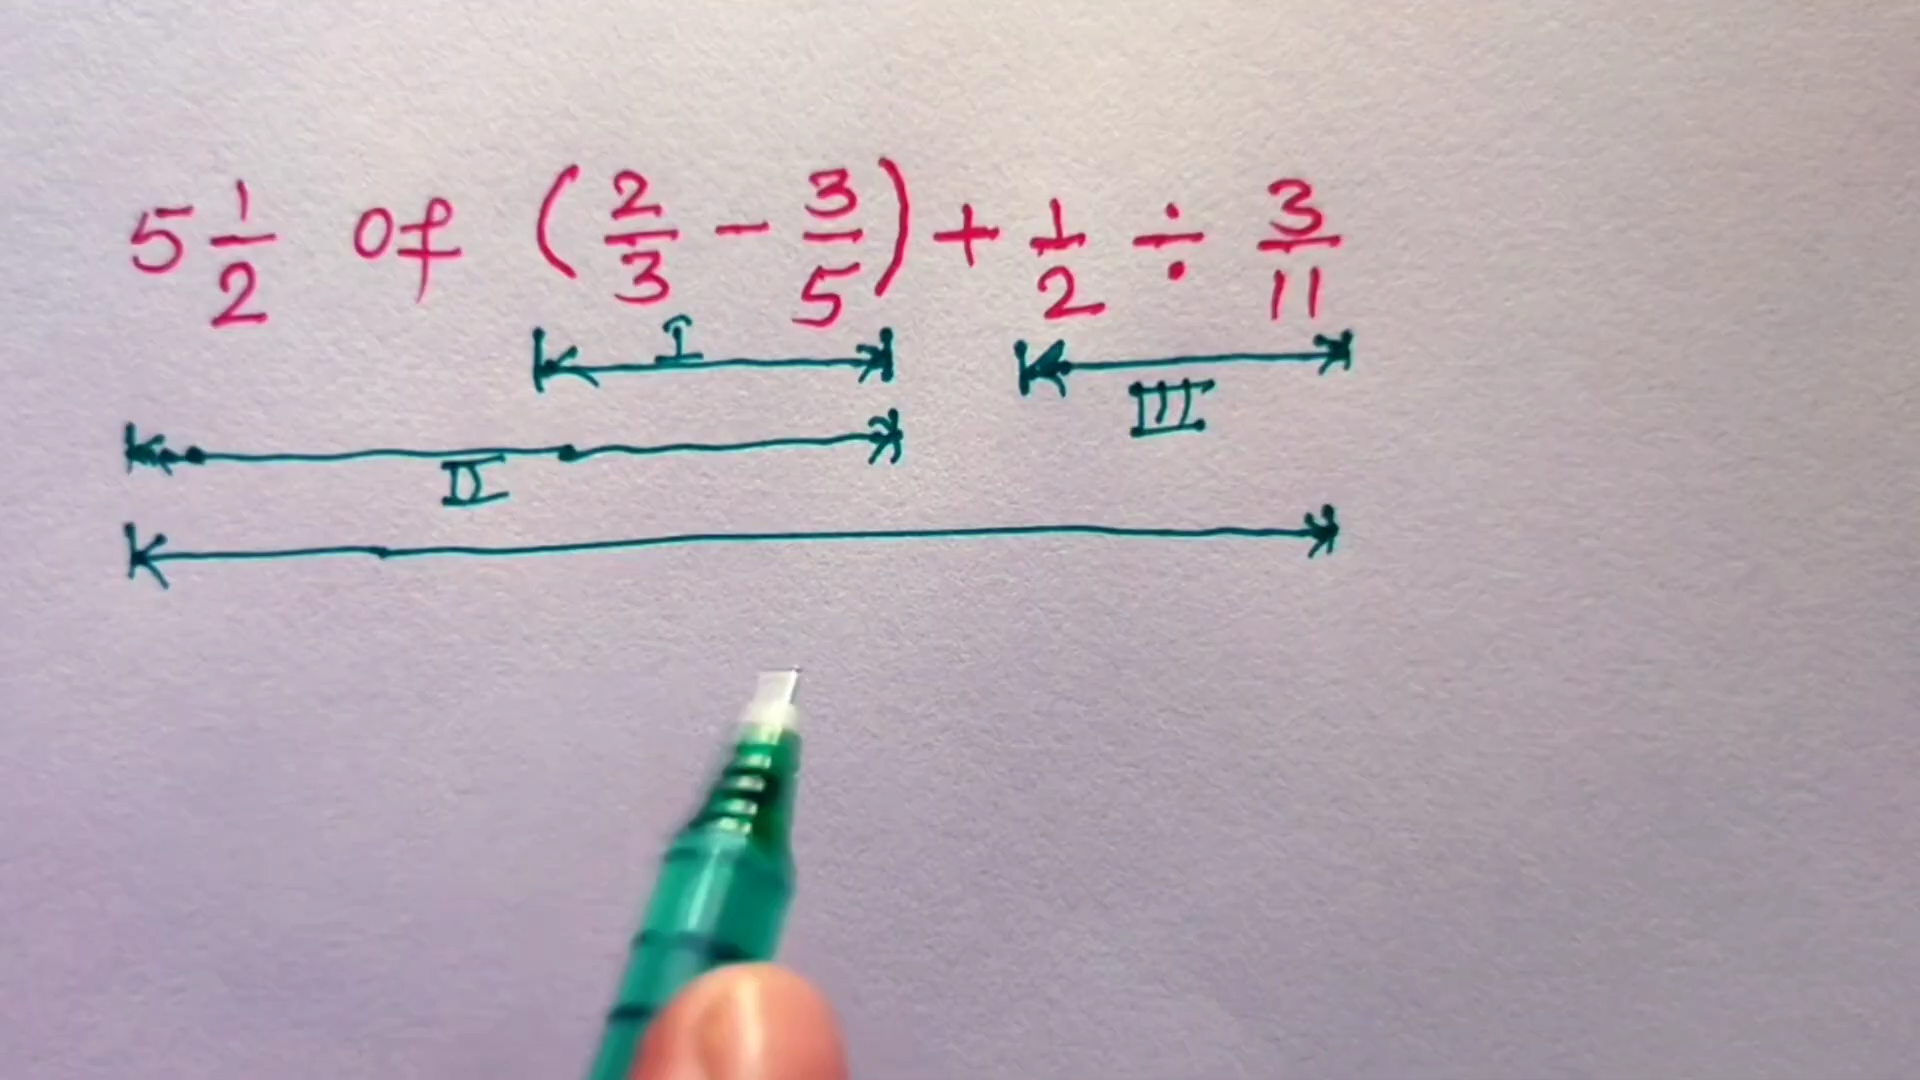 5 1/2 of (2/3 - 3/5) + 1/2 ÷ 3/11
I
III
II